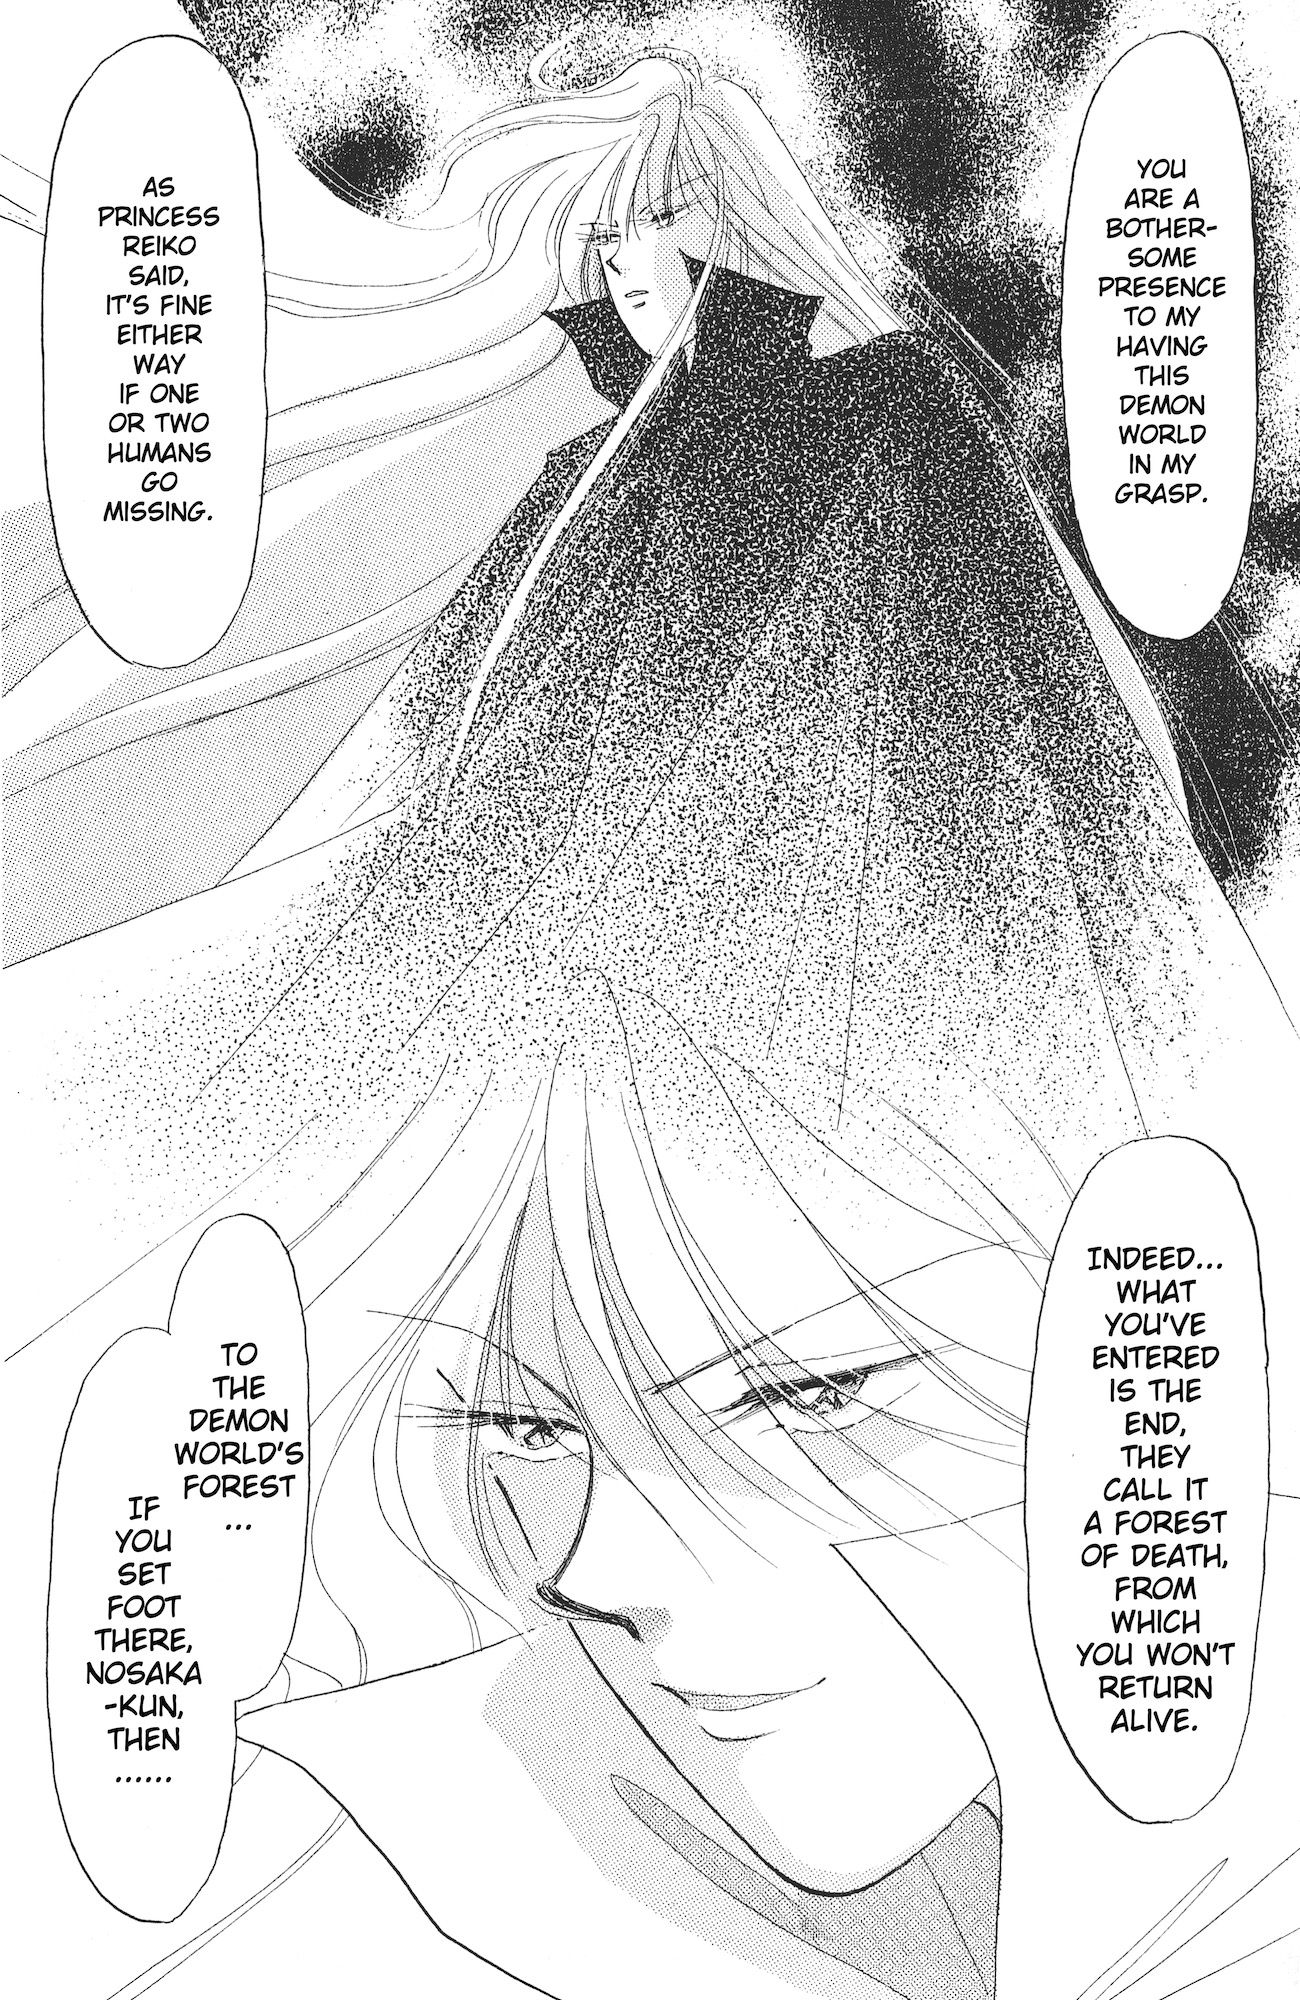 YOU
ARE A
BOTHER-
SOME
PRESENCE
TO MY
HAVING
THIS
DEMON
WORLD
IN MY
GRASP.
AS
PRINCESS
REIKO
SAID,
IT'S FINE
EITHER
WAY
IF ONE
OR TWO
HUMANS
GO
MISSING.
INDEED...
WHAT
YOU'VE
ENTERED
IS THE
END,
THEY
CALL IT
A FOREST
OF DEATH,
FROM
WHICH
YOU WON'T
RETURN
ALIVE.
TO
THE
DEMON
WORLD'S
FOREST
...
IF
YOU
SET
FOOT
THERE,
NOSAKA
-KUN,
THEN
......